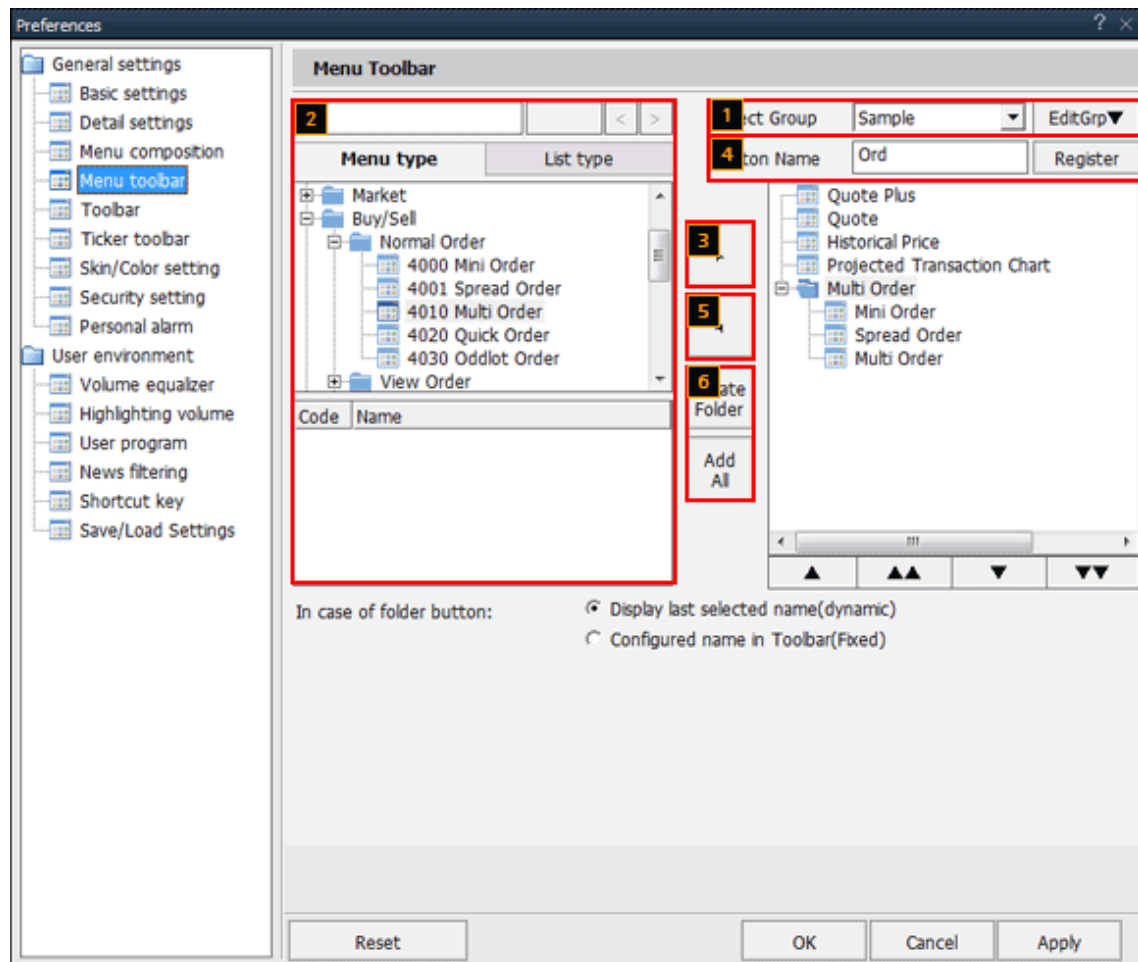 Preferences
General settings
Basic settings
Detail settings
Menu composition
Menu toolbar
Toolbar
Ticker toolbar
Skin/Color setting
Security setting
Personal alarm
User environment
Volume equalizer
Highlighting volume
User program
News filtering
Shortcut key
Save/Load Settings
Menu Toolbar
2
< >
Menu type List type
Market
Buy/Sell
Normal Order
4000 Mini Order
4001 Spread Order
4010 Multi Order
4020 Quick Order
4030 Oddlot Order
View Order
Code Name
3
5
6 ate
Folder
Add
All
1 ct Group Sample EditGrp▼
4 ton Name Ord Register
Quote Plus
Quote
Historical Price
Projected Transaction Chart
Multi Order
Mini Order
Spread Order
Multi Order
▲ ▲▲ ▼ ▼▼
In case of folder button: Display last selected name(dynamic)
Configured name in Toolbar(Fixed)
Reset OK Cancel Apply